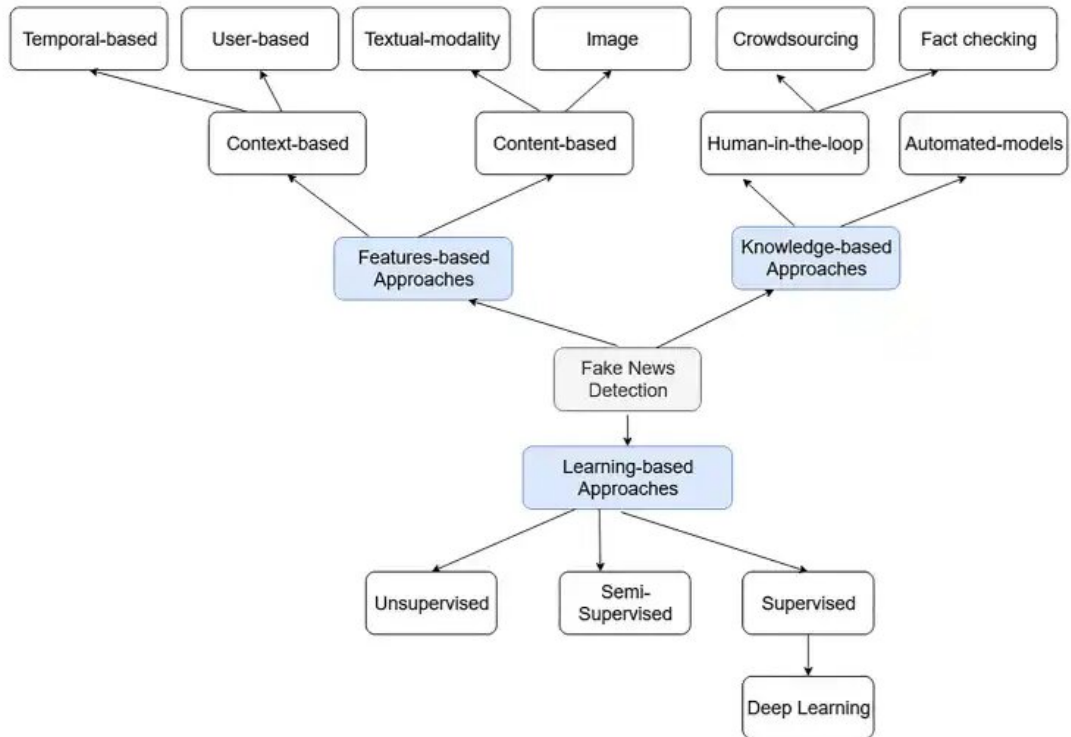 Temporal-based
User-based
Textual-modality
Image
Crowdsourcing
Fact checking
Context-based
Content-based
Human-in-the-loop
Automated-models
Features-based
Approaches
Knowledge-based
Approaches
Fake News
Detection
Learning-based
Approaches
Unsupervised
Semi-
Supervised
Supervised
Deep Learning